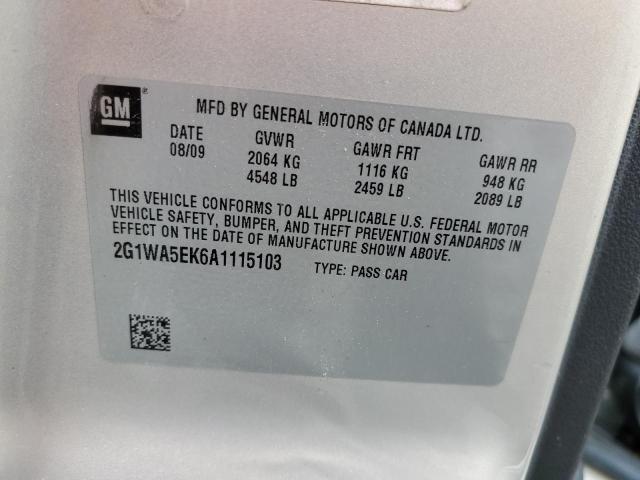 GM
MFD BY GENERAL MOTORS OF CANADA LTD.
DATE GVWR GAWR FRT GAWR RR
08/09 2064 KG 1116 KG 948 KG
4548 LB 2459 LB 2089 LB
THIS VEHICLE CONFORMS TO ALL APPLICABLE U.S. FEDERAL MOTOR
VEHICLE SAFETY, BUMPER, AND THEFT PREVENTION STANDARDS IN
EFFECT ON THE DATE OF MANUFACTURE SHOWN ABOVE.
2G1WA5EK6A1115103 TYPE: PASS CAR